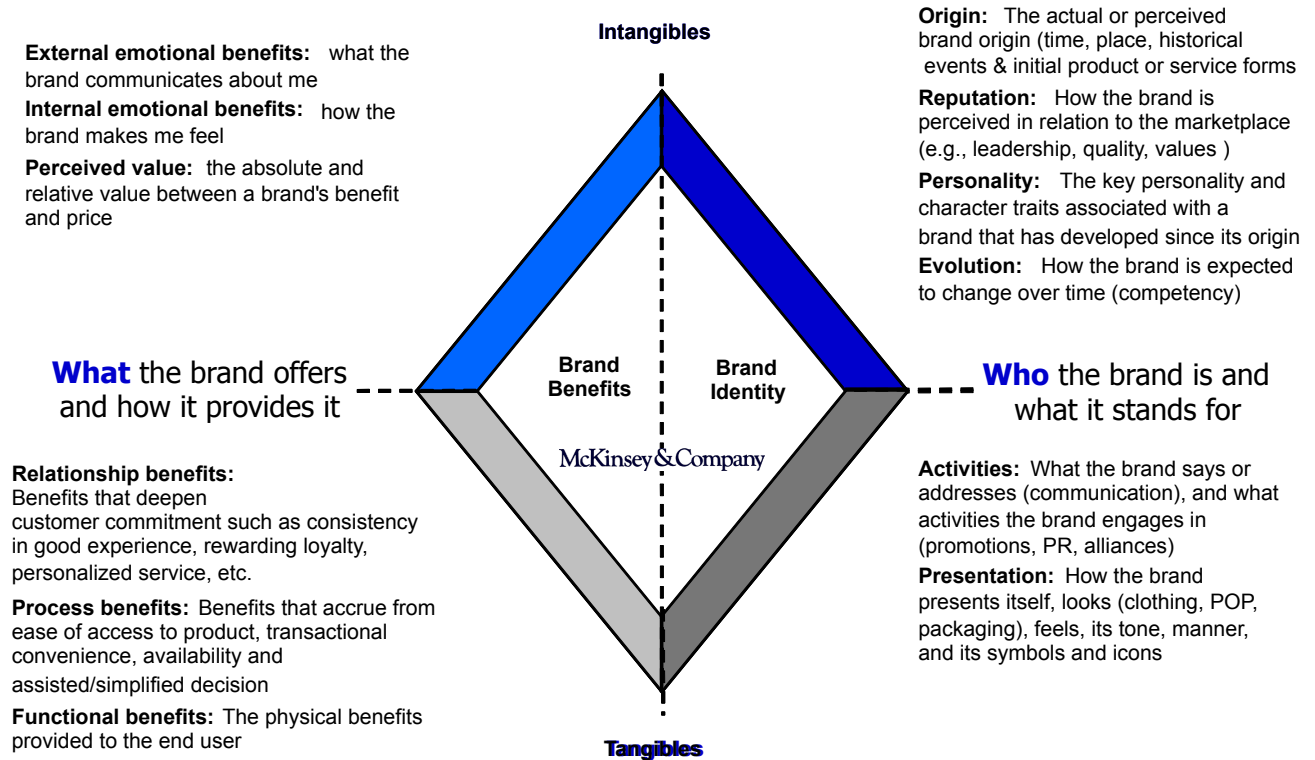 Intangibles
External emotional benefits: what the
brand communicates about me
Internal emotional benefits: how the
brand makes me feel
Perceived value: the absolute and
relative value between a brand's benefit
and price
Origin: The actual or perceived
brand origin (time, place, historical
events & initial product or service forms
Reputation: How the brand is
perceived in relation to the marketplace
(e.g., leadership, quality, values )
Personality: The key personality and
character traits associated with a
brand that has developed since its origin
Evolution: How the brand is expected
to change over time (competency)
What the brand offers
and how it provides it
Brand
Benefits
Brand
Identity
McKinsey&Company
Who the brand is and
what it stands for
Relationship benefits:
Benefits that deepen
customer commitment such as consistency
in good experience, rewarding loyalty,
personalized service, etc.
Process benefits: Benefits that accrue from
ease of access to product, transactional
convenience, availability and
assisted/simplified decision
Functional benefits: The physical benefits
provided to the end user
Activities: What the brand says or
addresses (communication), and what
activities the brand engages in
(promotions, PR, alliances)
Presentation: How the brand
presents itself, looks (clothing, POP,
packaging), feels, its tone, manner,
and its symbols and icons
Tangibles